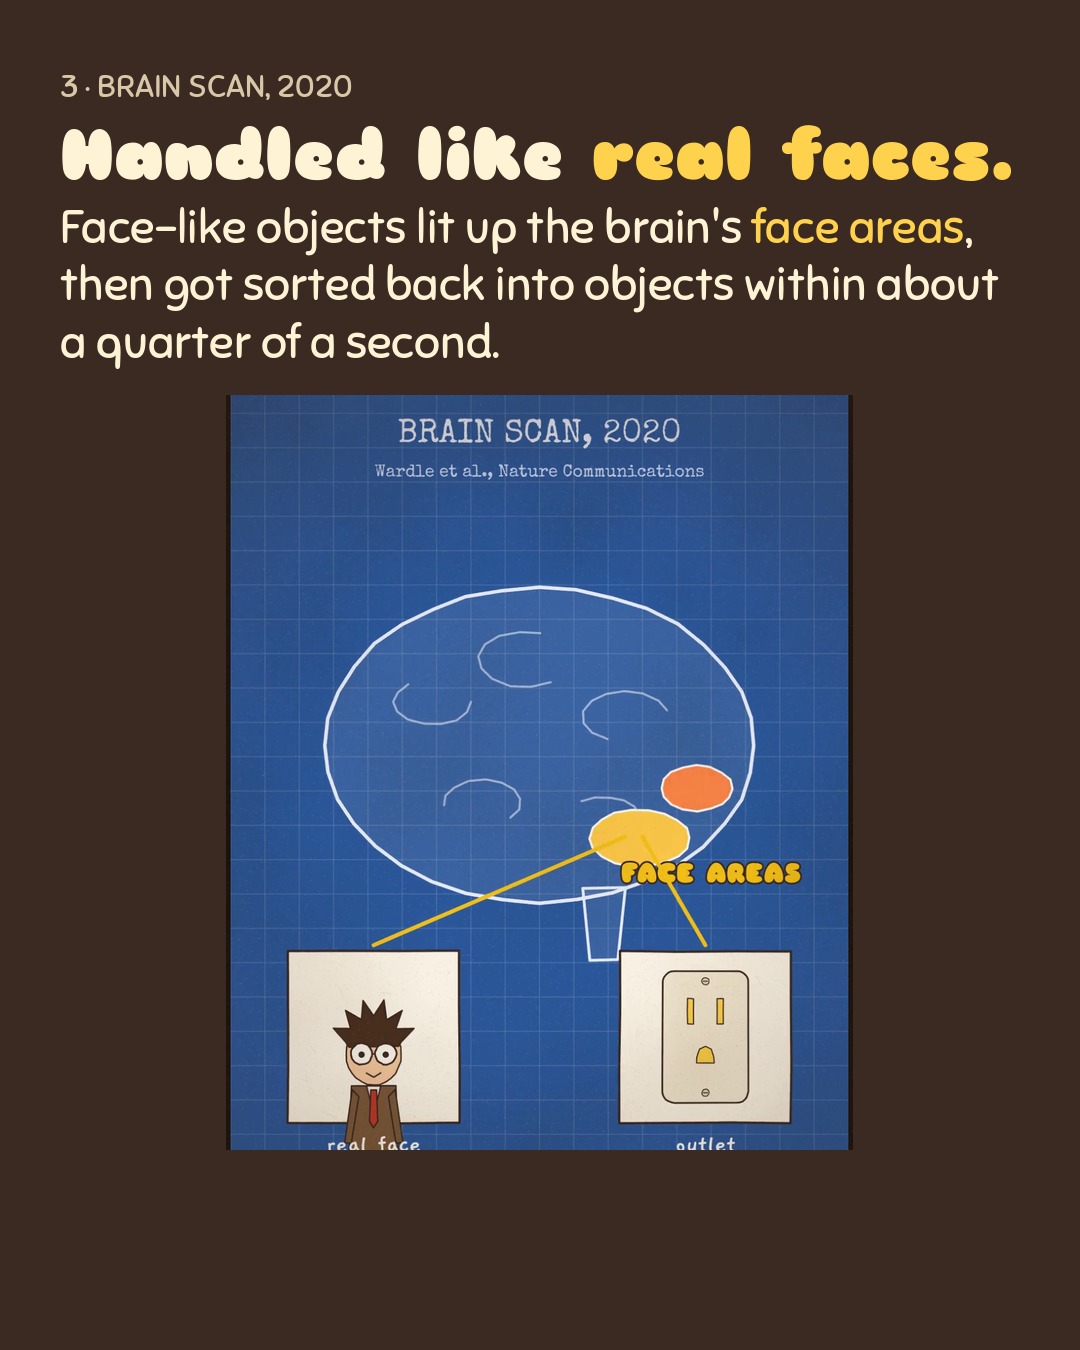 3 · BRAIN SCAN, 2020
Handled like real faces.
Face-like objects lit up the brain's face areas,
then got sorted back into objects within about
a quarter of a second.
BRAIN SCAN, 2020
Wardle et al., Nature Communications
FACE AREAS
real face
outlet